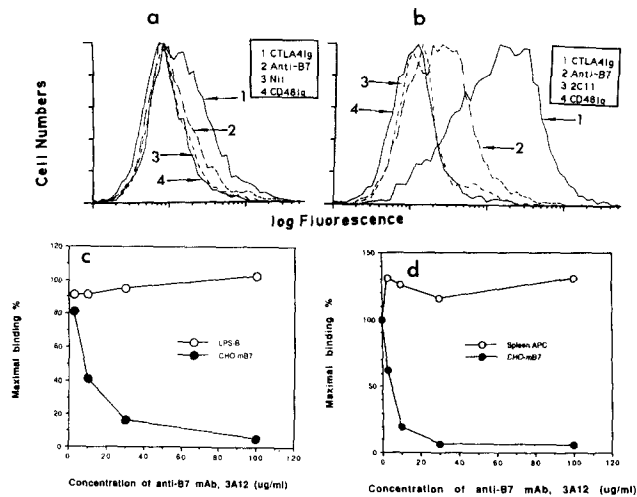 a
1 CTLA4Ig
2 Anti-B7
3 Nil
4 CD48Ig
1
2
3
4
Cell Numbers
b
1 CTLA4Ig
2 Anti-B7
3 2C11
4 CD48Ig
3
4
1
2
log Fluorescence
c
120
100
80
60
40
20
0
Maximal binding %
LPS-B
CHO mB7
0 20 40 60 80 100 120
Concentration of anti-B7 mAb, 3A12 (ug/ml)
d
150
100
50
0
Maximal binding %
Spleen APC
CHO-mB7
0 20 40 60 80 100 120
Concentration of anti-B7 mAb, 3A12 (ug/ml)